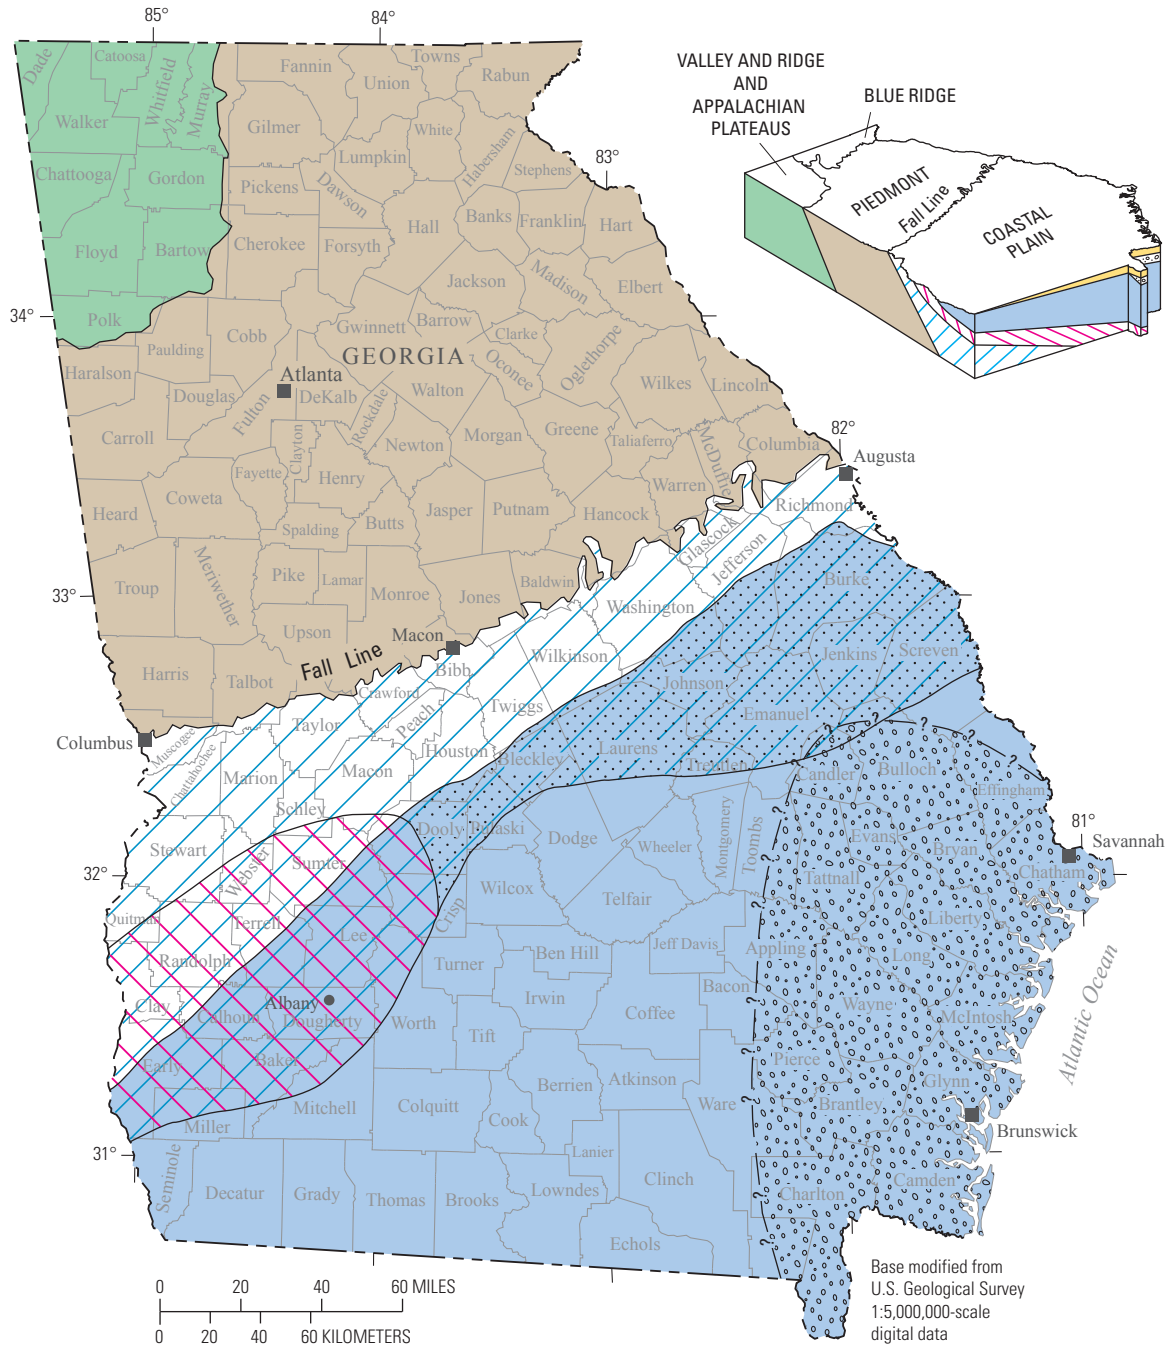 85°
84°
83°
82°
81°
34°
33°
32°
31°
VALLEY AND RIDGE
AND
APPALACHIAN
PLATEAUS
BLUE RIDGE
PIEDMONT
Fall Line
COASTAL
PLAIN
Dade
Catoosa
Whitfield
Murray
Walker
Chattooga
Gordon
Floyd
Bartow
Polk
Fannin
Union
Towns
Rabun
Gilmer
White
Lumpkin
Habersham
Stephens
Pickens
Dawson
Hall
Banks
Franklin
Hart
Cherokee
Forsyth
Jackson
Madison
Elbert
Paulding
Cobb
Gwinnett
Barrow
Clarke
Oconee
Oglethorpe
GEORGIA
Haralson
Atlanta
Douglas
Fulton
DeKalb
Rockdale
Walton
Wilkes
Lincoln
Carroll
Clayton
Newton
Morgan
Greene
Taliaferro
McDuffie
Columbia
Augusta
Fayette
Henry
Warren
Coweta
Heard
Spalding
Butts
Jasper
Putnam
Hancock
Glascock
Richmond
Jefferson
Troup
Meriwether
Pike
Lamar
Monroe
Jones
Baldwin
Washington
Burke
Upson
Macon
Harris
Talbot
Fall Line
Crawford
Bibb
Wilkinson
Jenkins
Screven
Johnson
Columbus
Muscogee
Chattahochee
Taylor
Peach
Twiggs
Emanuel
Marion
Macon
Houston
Bleckley
Laurens
Treutlen
Candler
Bulloch
Effingham
Schley
Stewart
Webster
Sumter
Dooly
Pulaski
Dodge
Wheeler
Montgomery
Toombs
Evans
Bryan
Savannah
Chatham
Tattnall
Quitman
Terrell
Lee
Crisp
Wilcox
Telfair
Liberty
Randolph
Turner
Ben Hill
Jeff Davis
Appling
Long
Clay
Calhoun
Albany
Dougherty
Worth
Irwin
Tift
Coffee
Bacon
Wayne
McIntosh
Atlantic Ocean
Early
Baker
Mitchell
Miller
Colquitt
Berrien
Cook
Atkinson
Ware
Pierce
Brantley
Glynn
Brunswick
Seminole
Decatur
Grady
Thomas
Brooks
Lanier
Lowndes
Clinch
Charlton
Camden
Echols
? ? ? ? ? ? ? ? ? ? ? ?
0 20 40 60 MILES
0 20 40 60 KILOMETERS
Base modified from
U.S. Geological Survey
1:5,000,000-scale
digital data